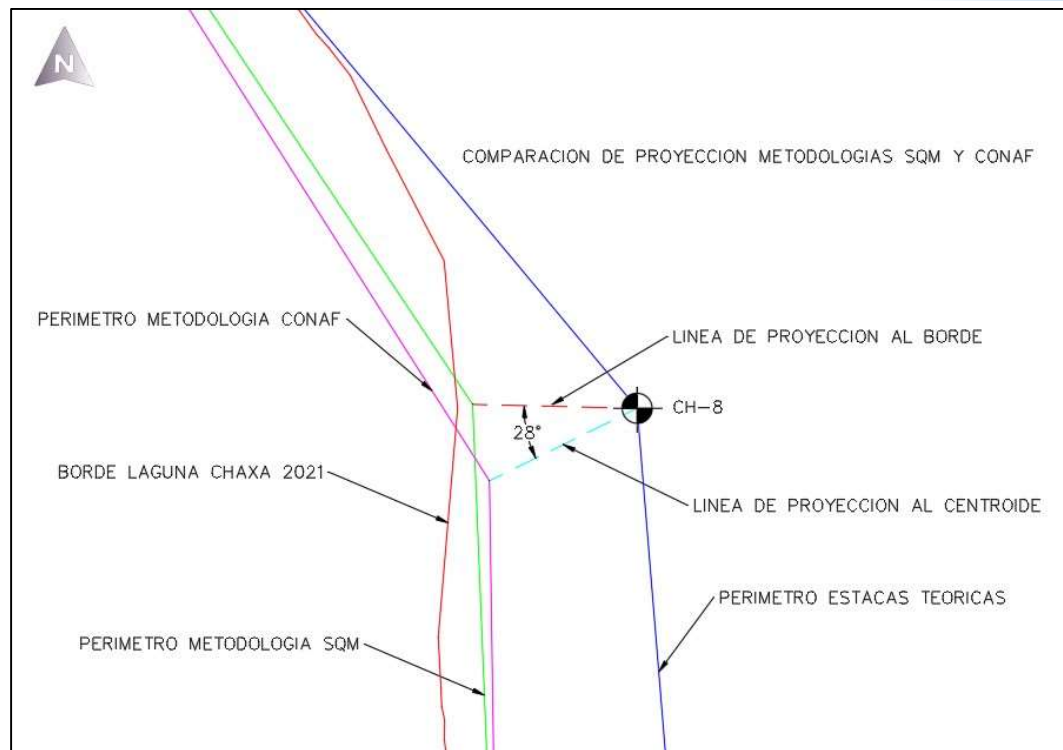 N
COMPARACION DE PROYECCION METODOLOGIAS SQM Y CONAF
PERIMETRO METODOLOGIA CONAF
LINEA DE PROYECCION AL BORDE
CH-8
28°
BORDE LAGUNA CHAXA 2021
LINEA DE PROYECCION AL CENTROIDE
PERIMETRO ESTACAS TEORICAS
PERIMETRO METODOLOGIA SQM